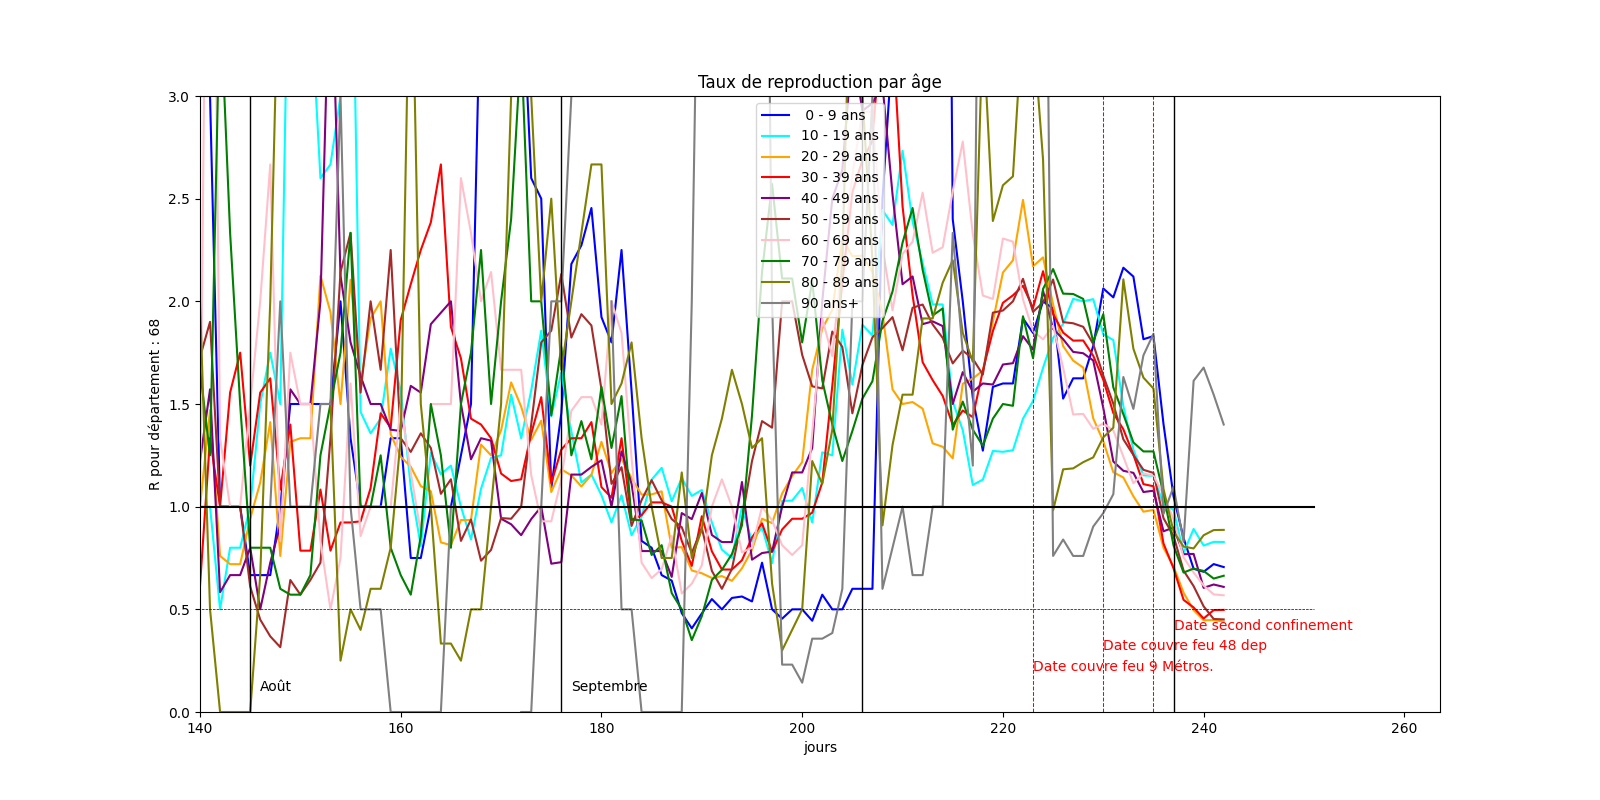 Taux de reproduction par âge
R pour département : 68
3.0
2.5
2.0
1.5
1.0
0.5
0.0
0 - 9 ans
10 - 19 ans
20 - 29 ans
30 - 39 ans
40 - 49 ans
50 - 59 ans
60 - 69 ans
70 - 79 ans
80 - 89 ans
90 ans+
Date second confinement
Date couvre feu 48 dep
Date couvre feu 9 Métros.
Août
Septembre
140 160 180 200 220 240 260
jours